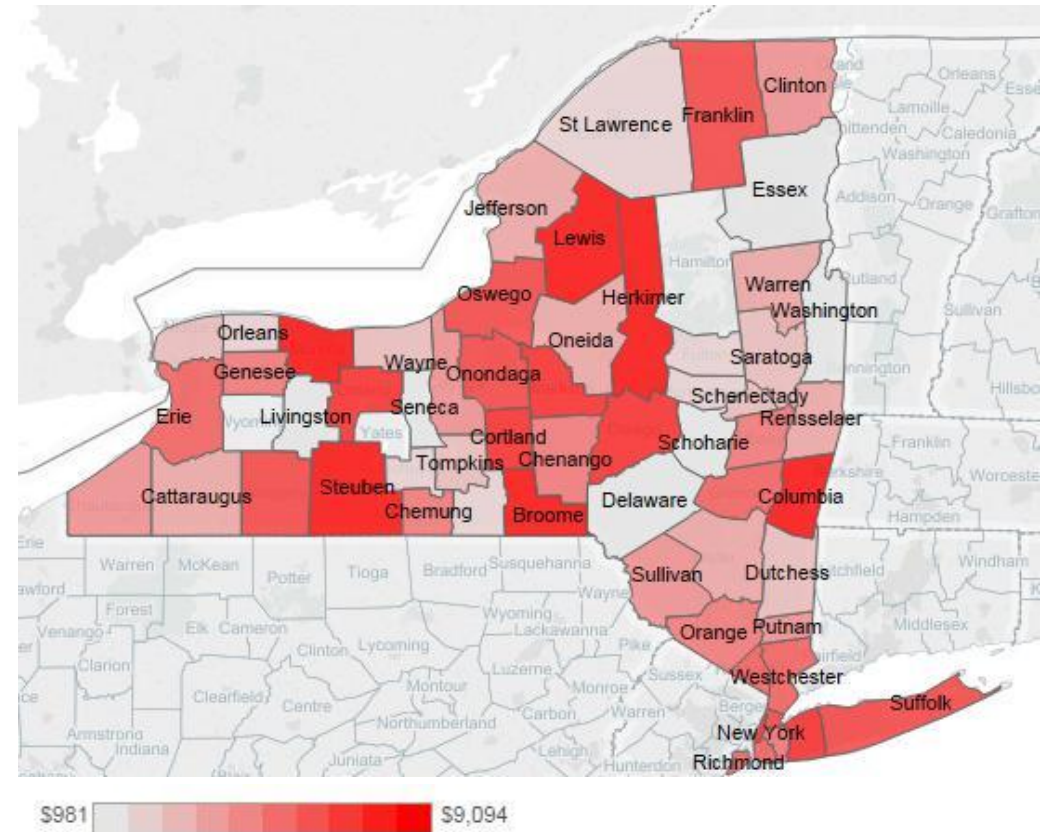 Clinton
Franklin
St Lawrence
Essex
Jefferson
Lewis
Hamilton
Oswego
Herkimer
Warren
Washington
Oneida
Orleans
Wayne
Saratoga
Genesee
Onondaga
Schenectady
Erie
Livingston
Seneca
Rensselaer
Yates
Cortland
Schoharie
Tompkins
Chenango
Cattaraugus
Steuben
Delaware
Columbia
Chemung
Broome
Sullivan
Dutchess
Orange
Putnam
Westchester
Suffolk
New York
Richmond
Orleans
Lamoille
Caledonia
Washington
Addison
Orange
Grafton
Rutland
Sullivan
Franklin
Worceste
Hampden
Windham
Middlesex
Erie
Warren
McKean
Potter
Tioga
Bradford
Susquehanna
Wayne
Forest
Wyoming
Lackawanna
Venango
Elk
Cameron
Clinton
Lycoming
Pike
Clarion
Luzerne
Sussex
Monroe
Clearfield
Centre
Montour
Carbon
Warren
Northumberland
Armstrong
Indiana
Juniata
Lehigh
Hunterdon
$981
$9,094